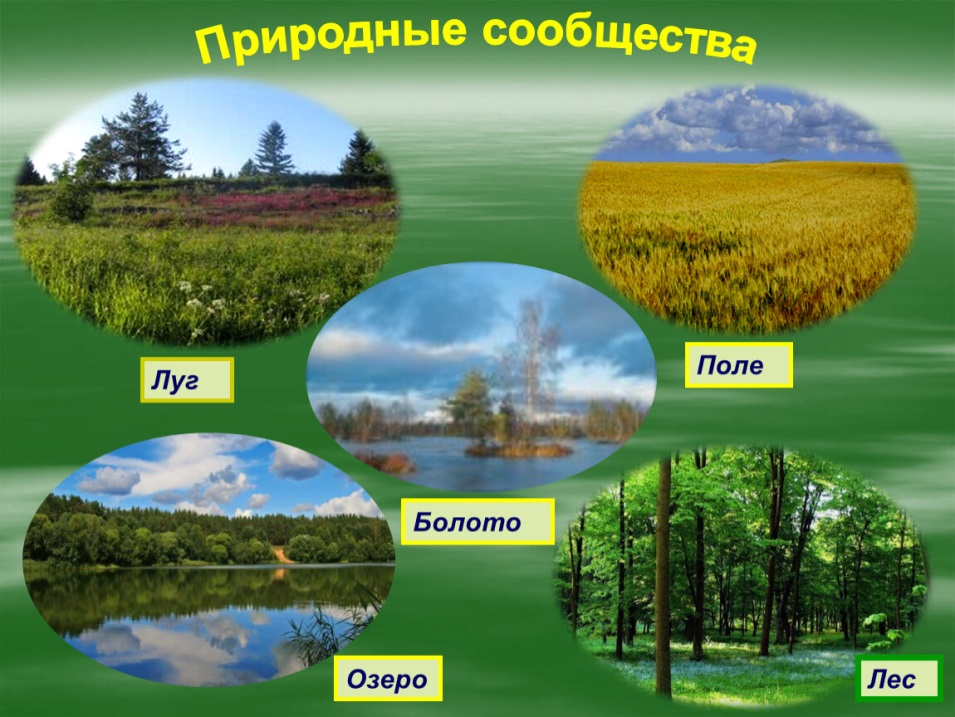 Природные сообщества
Луг
Поле
Болото
Озеро
Лес